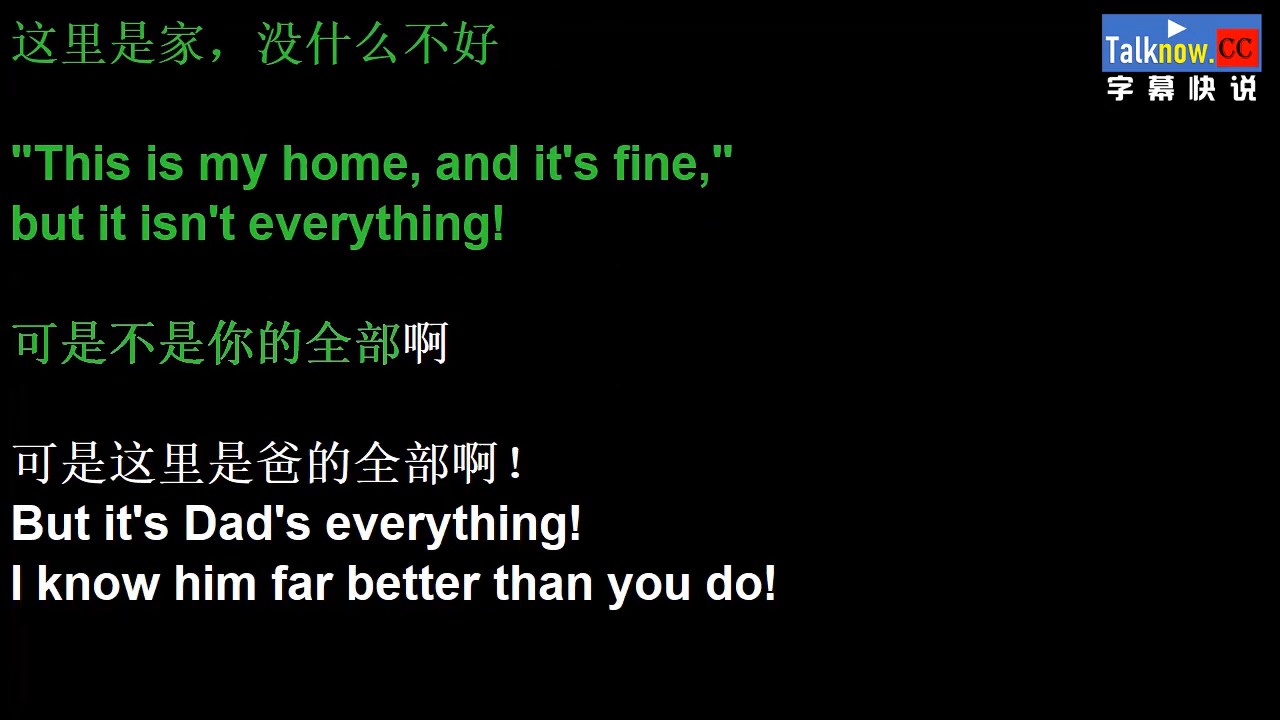 这里是家，没什么不好
Talknow.CC
字幕快说
"This is my home, and it's fine,"
but it isn't everything!
可是不是你的全部啊
可是这里是爸的全部啊！
But it's Dad's everything!
I know him far better than you do!